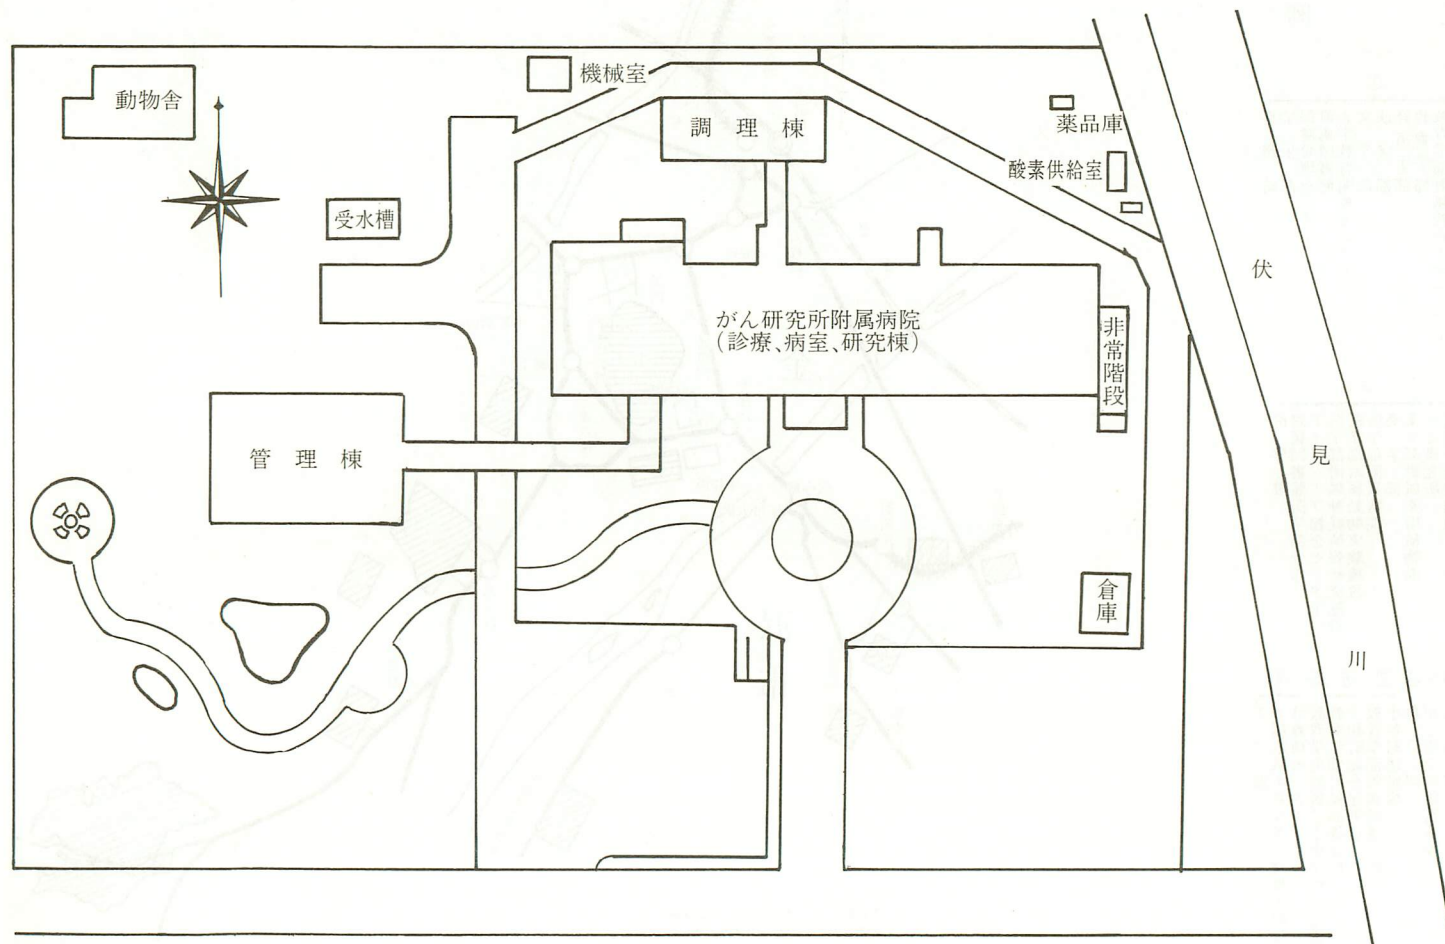 機械室
動物舎
薬品庫
調理棟
酸素供給室
受水槽
伏見川
がん研究所附属病院
(診療、病室、研究棟)
非常階段
管理棟
倉庫